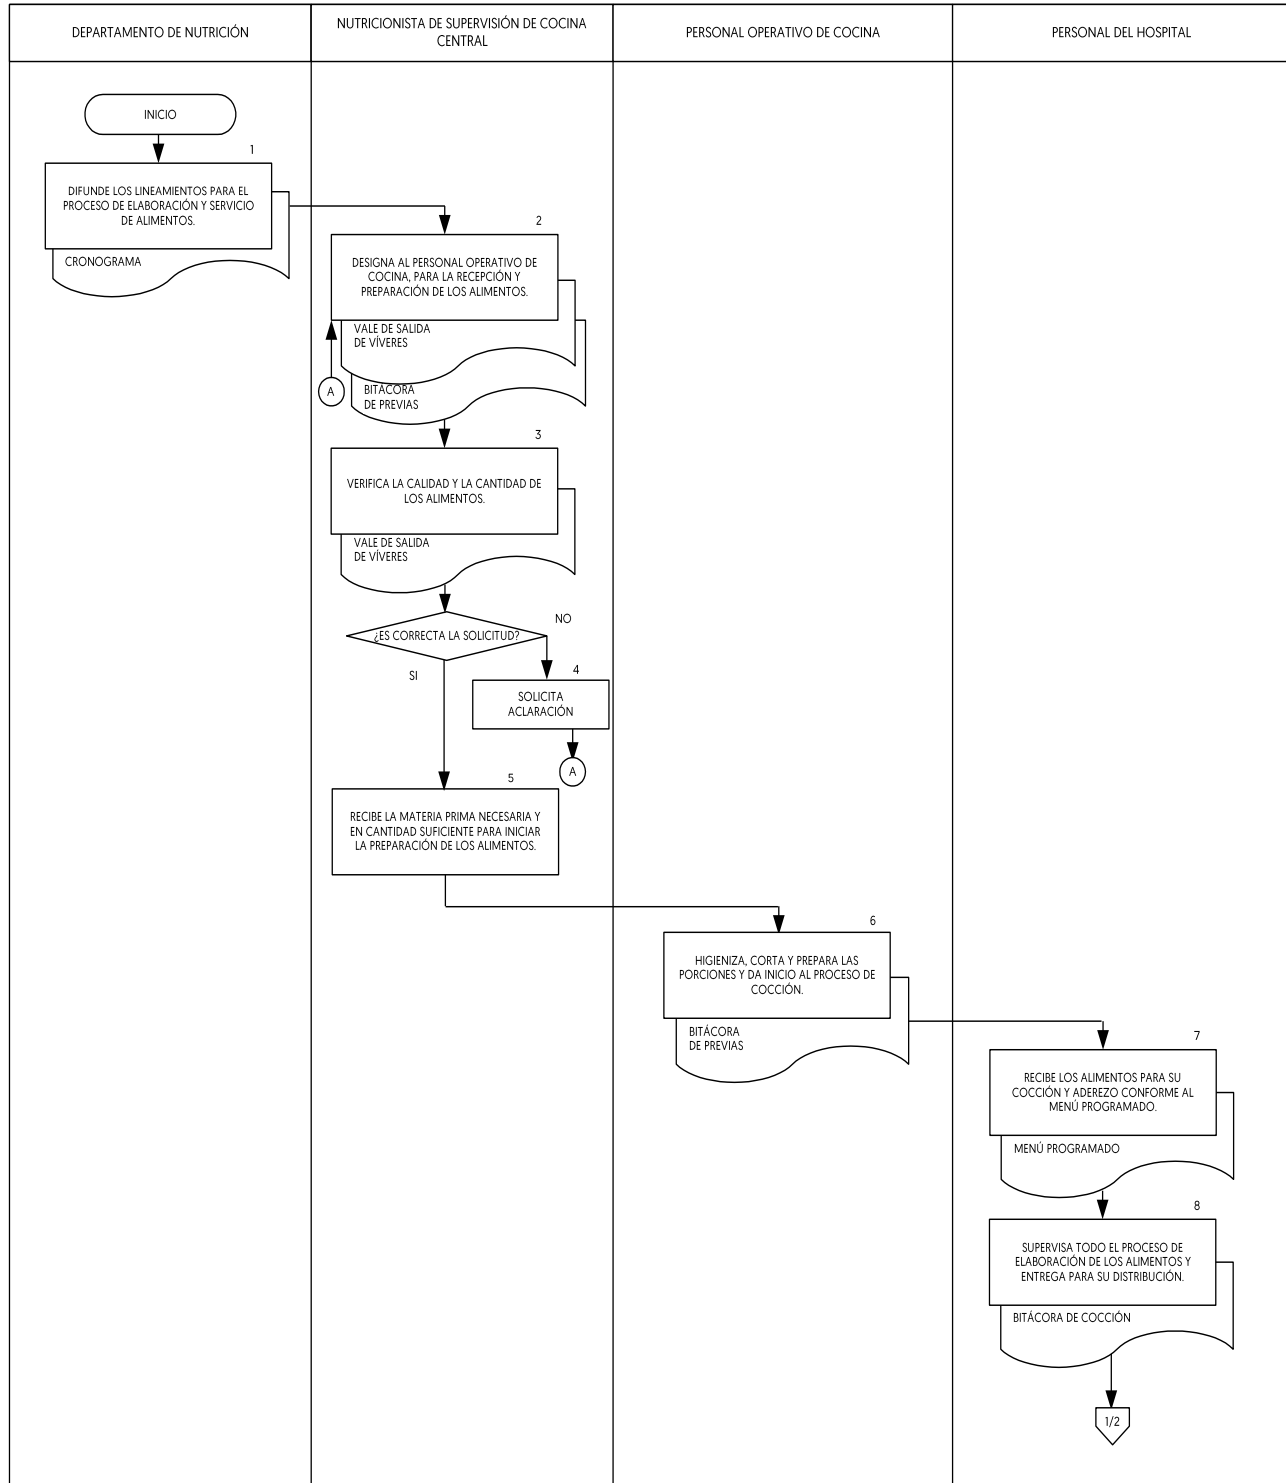 DEPARTAMENTO DE NUTRICIÓN
NUTRICIONISTA DE SUPERVISIÓN DE COCINA
CENTRAL
PERSONAL OPERATIVO DE COCINA
PERSONAL DEL HOSPITAL
INICIO
1
DIFUNDE LOS LINEAMIENTOS PARA EL
PROCESO DE ELABORACIÓN Y SERVICIO
DE ALIMENTOS.
CRONOGRAMA
2
DESIGNA AL PERSONAL OPERATIVO DE
COCINA, PARA LA RECEPCIÓN Y
PREPARACIÓN DE LOS ALIMENTOS.
VALE DE SALIDA
DE VÍVERES
A
BITÁCORA
DE PREVIAS
3
VERIFICA LA CALIDAD Y LA CANTIDAD DE
LOS ALIMENTOS.
VALE DE SALIDA
DE VÍVERES
¿ES CORRECTA LA SOLICITUD?
NO
SI
4
SOLICITA
ACLARACIÓN
A
5
RECIBE LA MATERIA PRIMA NECESARIA Y
EN CANTIDAD SUFICIENTE PARA INICIAR
LA PREPARACIÓN DE LOS ALIMENTOS.
6
HIGIENIZA, CORTA Y PREPARA LAS
PORCIONES Y DA INICIO AL PROCESO DE
COCCIÓN.
BITÁCORA
DE PREVIAS
7
RECIBE LOS ALIMENTOS PARA SU
COCCIÓN Y ADEREZO CONFORME AL
MENÚ PROGRAMADO.
MENÚ PROGRAMADO
8
SUPERVISA TODO EL PROCESO DE
ELABORACIÓN DE LOS ALIMENTOS Y
ENTREGA PARA SU DISTRIBUCIÓN.
BITÁCORA DE COCCIÓN
1/2